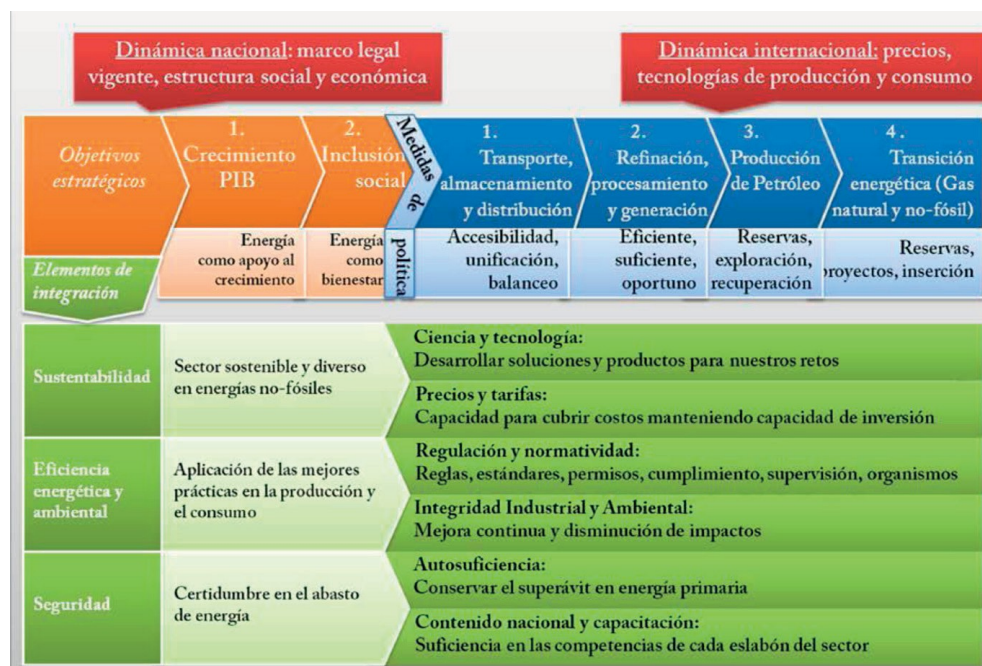 Dinámica nacional: marco legal
vigente, estructura social y económica
Dinámica internacional: precios,
tecnologías de producción y consumo
Objetivos
estratégicos
1.
Crecimiento
PIB
2.
Inclusión
social
Medidas de
política
1.
Transporte,
almacenamiento
y distribución
2.
Refinación,
procesamiento
y generación
3.
Producción
de Petróleo
4.
Transición
energética (Gas
natural y no-fósil)
Elementos de
integración
Energía
como apoyo al
crecimiento
Energía
como
bienestar
Accesibilidad,
unificación,
balanceo
Eficiente,
suficiente,
oportuno
Reservas,
exploración,
recuperación
Reservas,
proyectos, inserción
Sustentabilidad
Sector sostenible y diverso
en energías no-fósiles
Ciencia y tecnología:
Desarrollar soluciones y productos para nuestros retos
Precios y tarifas:
Capacidad para cubrir costos manteniendo capacidad de inversión
Eficiencia
energética y
ambiental
Aplicación de las mejores
prácticas en la producción y
el consumo
Regulación y normatividad:
Reglas, estándares, permisos, cumplimiento, supervisión, organismos
Integridad Industrial y Ambiental:
Mejora continua y disminución de impactos
Seguridad
Certidumbre en el abasto
de energía
Autosuficiencia:
Conservar el superávit en energía primaria
Contenido nacional y capacitación:
Suficiencia en las competencias de cada eslabón del sector